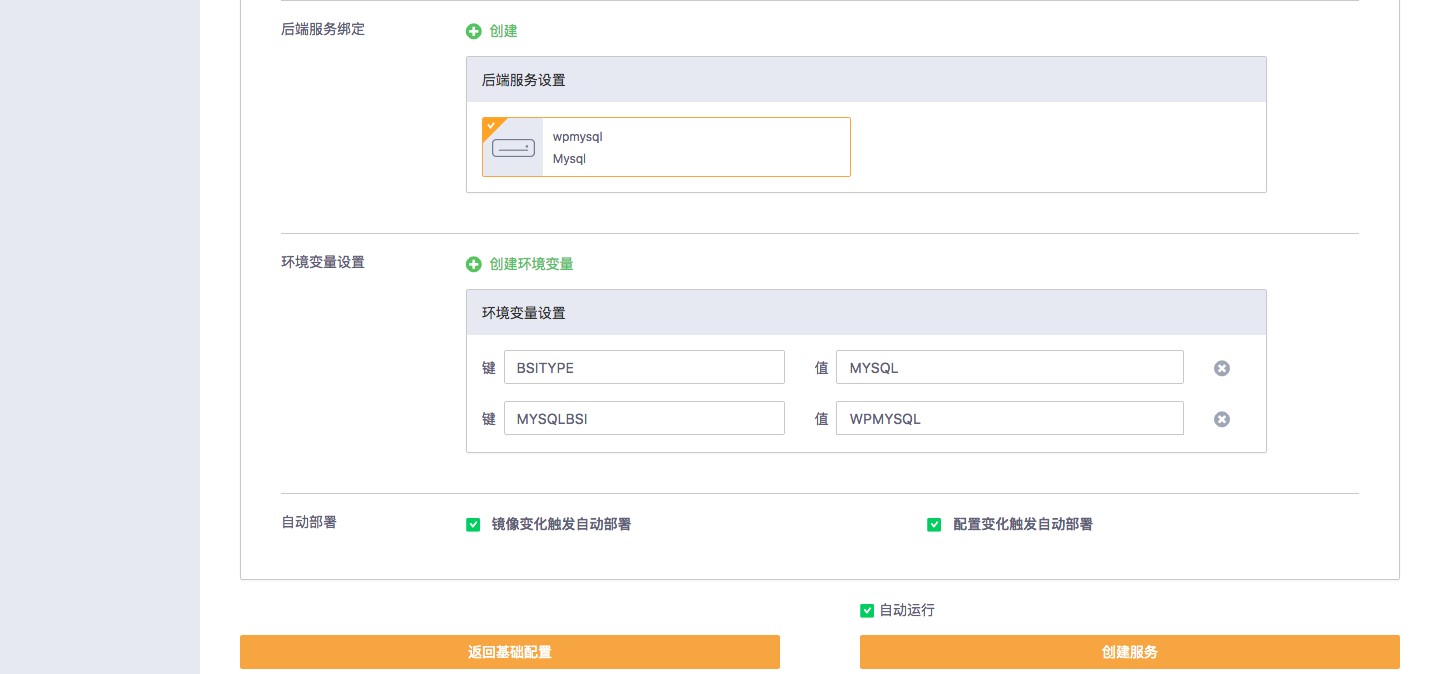 后端服务绑定
创建
后端服务设置
wpmysql
Mysql
环境变量设置
创建环境变量
环境变量设置
键 BSITYPE 值 MYSQL
键 MYSQLBSI 值 WPMYSQL
自动部署
镜像变化触发自动部署 配置变化触发自动部署
自动运行
返回基础配置 创建服务